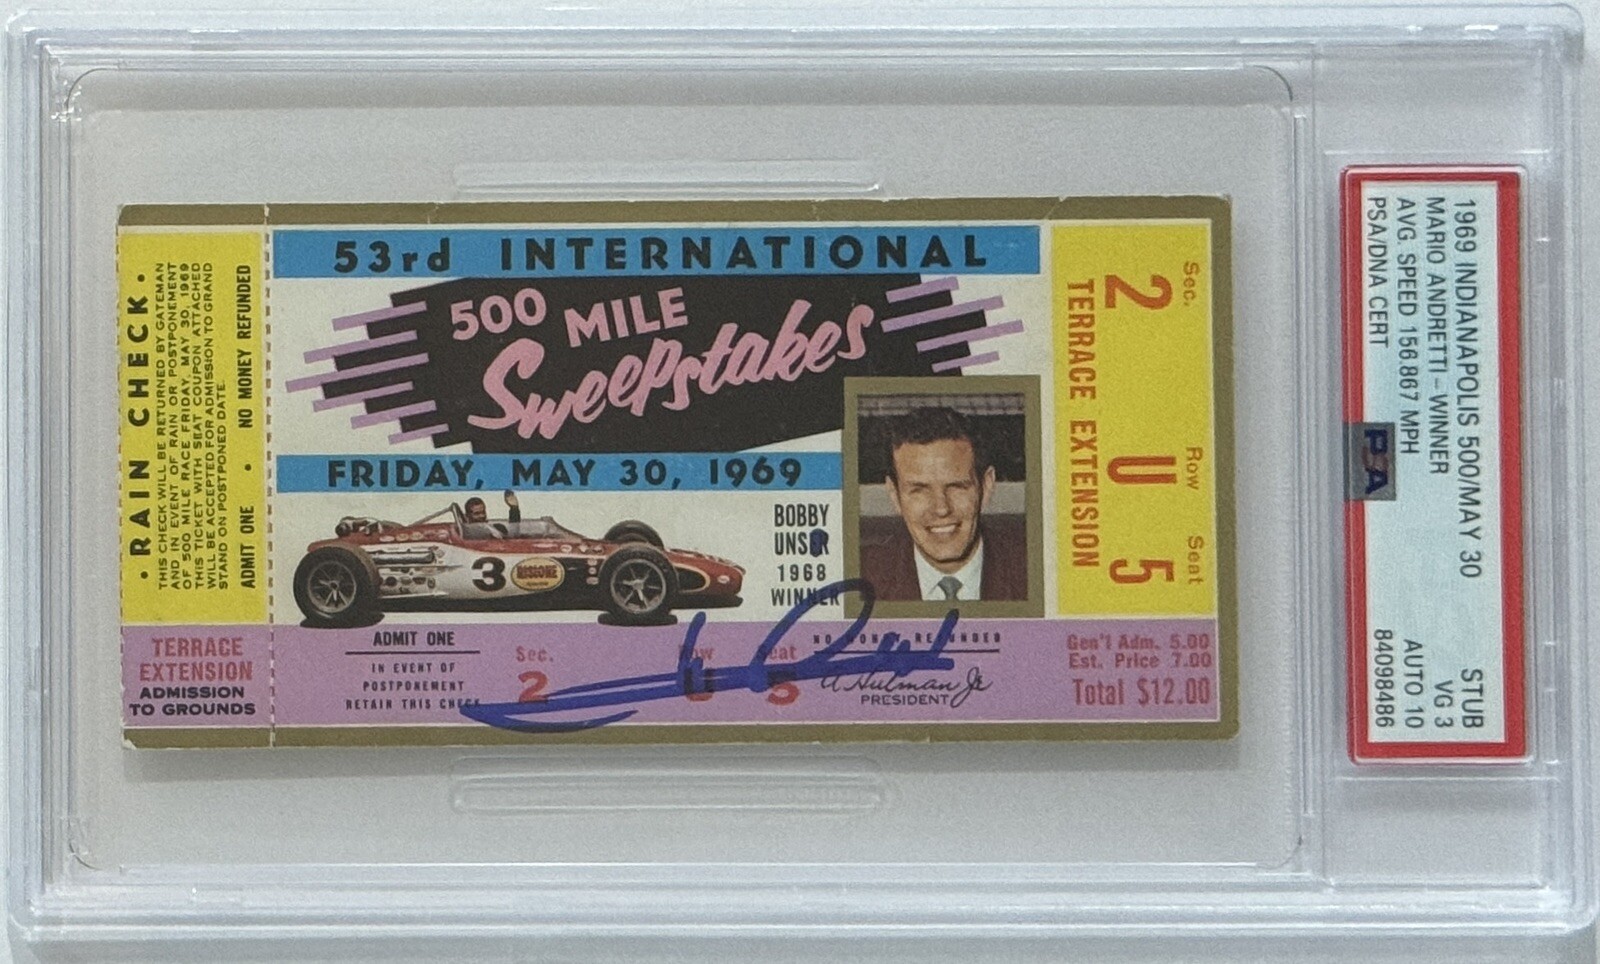 • RAIN CHECK •
THIS CHECK WILL BE RETURNED BY GATEMAN
AND IN EVENT OF RAIN OR POSTPONEMENT
OF 500 MILE RACE FRIDAY, MAY 30, 1969
THIS TICKET WITH SEAT COUPON ATTACHED
WILL BE ACCEPTED FOR ADMISSION TO GRAND
STAND ON POSTPONED DATE.
ADMIT ONE • NO MONEY REFUNDED
TERRACE
EXTENSION
ADMISSION
TO GROUNDS
53rd INTERNATIONAL
500 MILE
Sweepstakes
FRIDAY, MAY 30, 1969
3
RISLONE
BOBBY
UNSER
1968
WINNER
ADMIT ONE
IN EVENT OF
POSTPONEMENT
RETAIN THIS CHECK
Sec. Row Seat
2 U 5
NO MONEY REFUNDED
A Hulman Jr
PRESIDENT
Sec. Row Seat
2 U 5
TERRACE EXTENSION
Gen'l Adm. 5.00
Est. Price 7.00
Total $12.00
1969 INDIANAPOLIS 500/MAY 30 STUB
MARIO ANDRETTI - WINNER VG 3
AVG. SPEED 156.867 MPH AUTO 10
PSA/DNA CERT 84098486
PSA